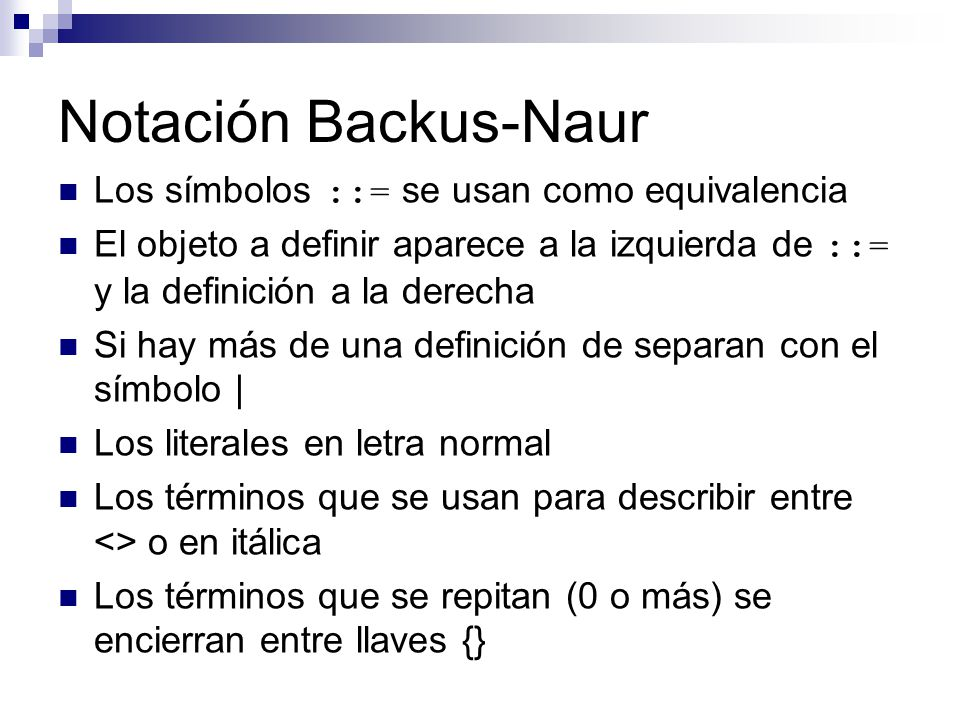 Notación Backus-Naur
Los símbolos ::= se usan como equivalencia
El objeto a definir aparece a la izquierda de ::=
y la definición a la derecha
Si hay más de una definición de separan con el
símbolo |
Los literales en letra normal
Los términos que se usan para describir entre
<> o en itálica
Los términos que se repitan (0 o más) se
encierran entre llaves {}